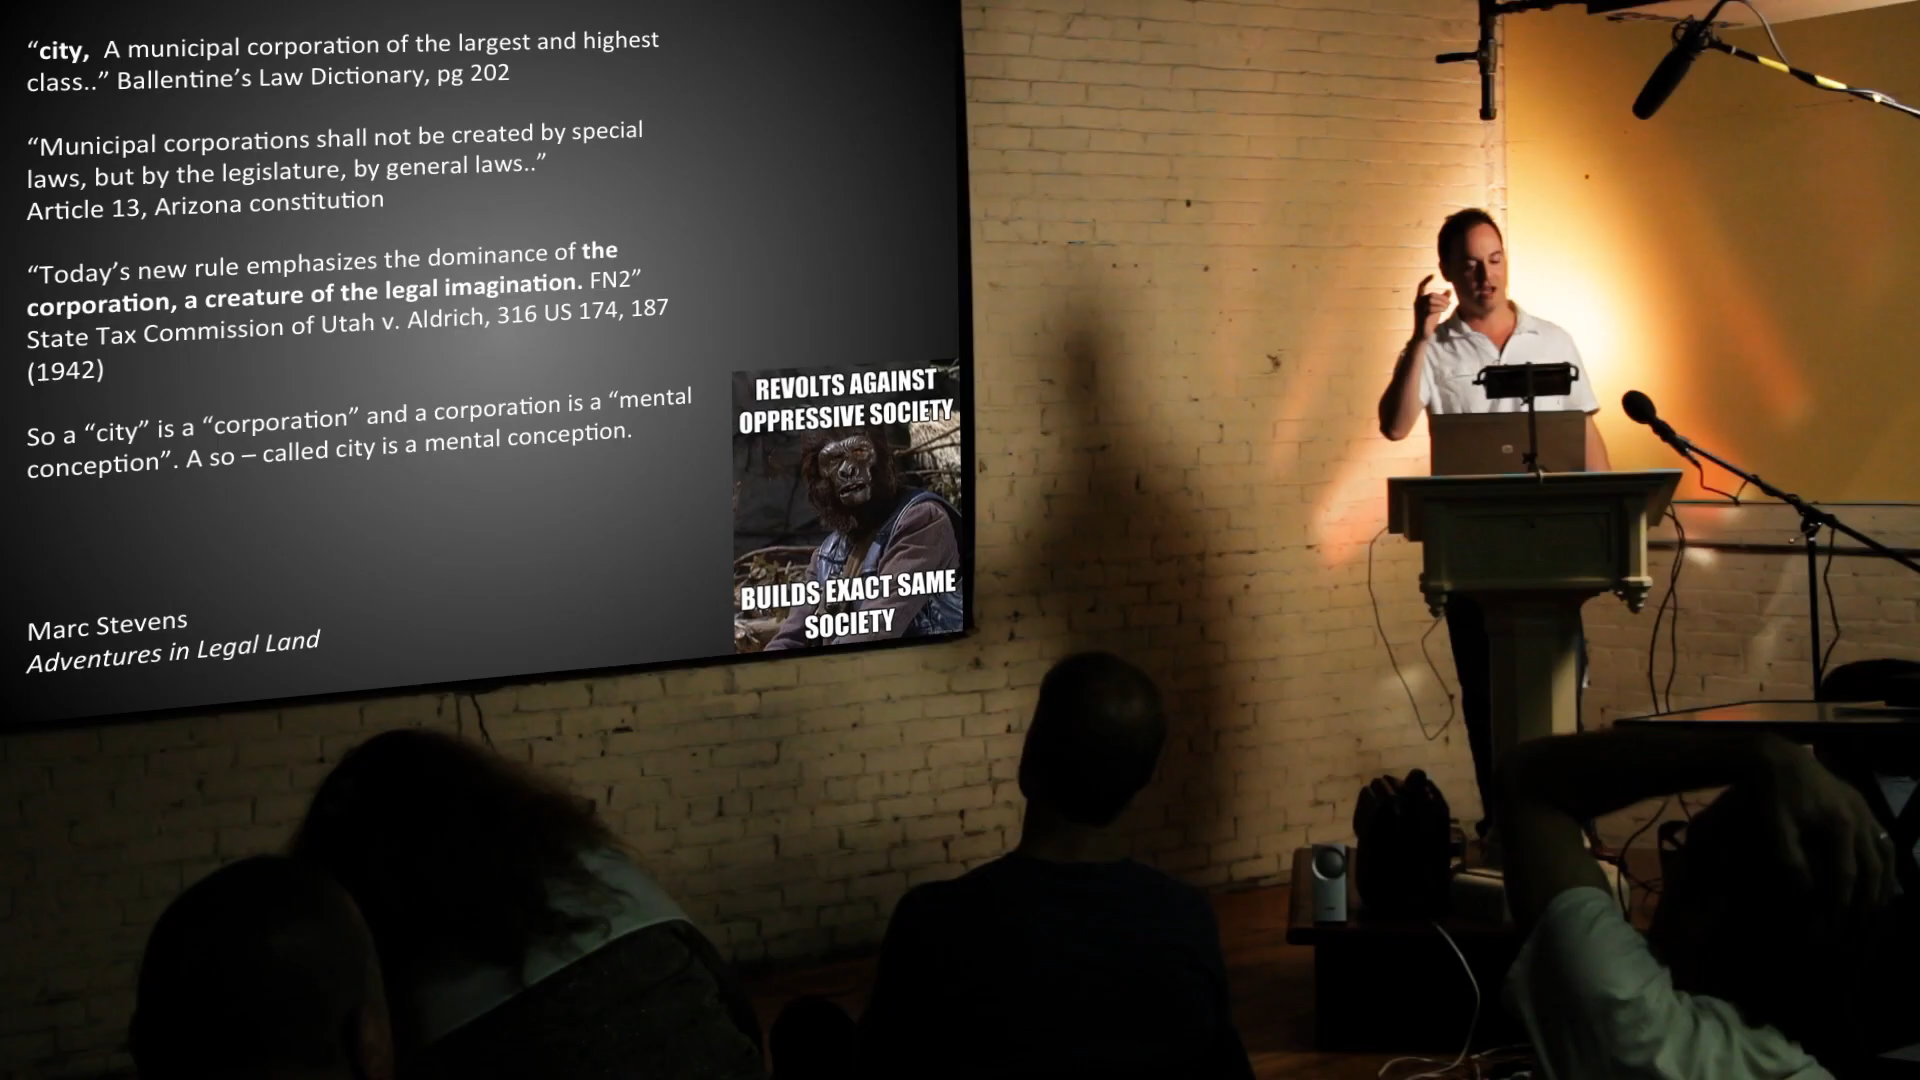 “city, A municipal corporation of the largest and highest
class..” Ballentine’s Law Dictionary, pg 202
“Municipal corporations shall not be created by special
laws, but by the legislature, by general laws..”
Article 13, Arizona constitution
“Today’s new rule emphasizes the dominance of the
corporation, a creature of the legal imagination. FN2”
State Tax Commission of Utah v. Aldrich, 316 US 174, 187
(1942)
So a “city” is a “corporation” and a corporation is a “mental
conception”. A so – called city is a mental conception.
Marc Stevens
Adventures in Legal Land
REVOLTS AGAINST
OPPRESSIVE SOCIETY
BUILDS EXACT SAME
SOCIETY